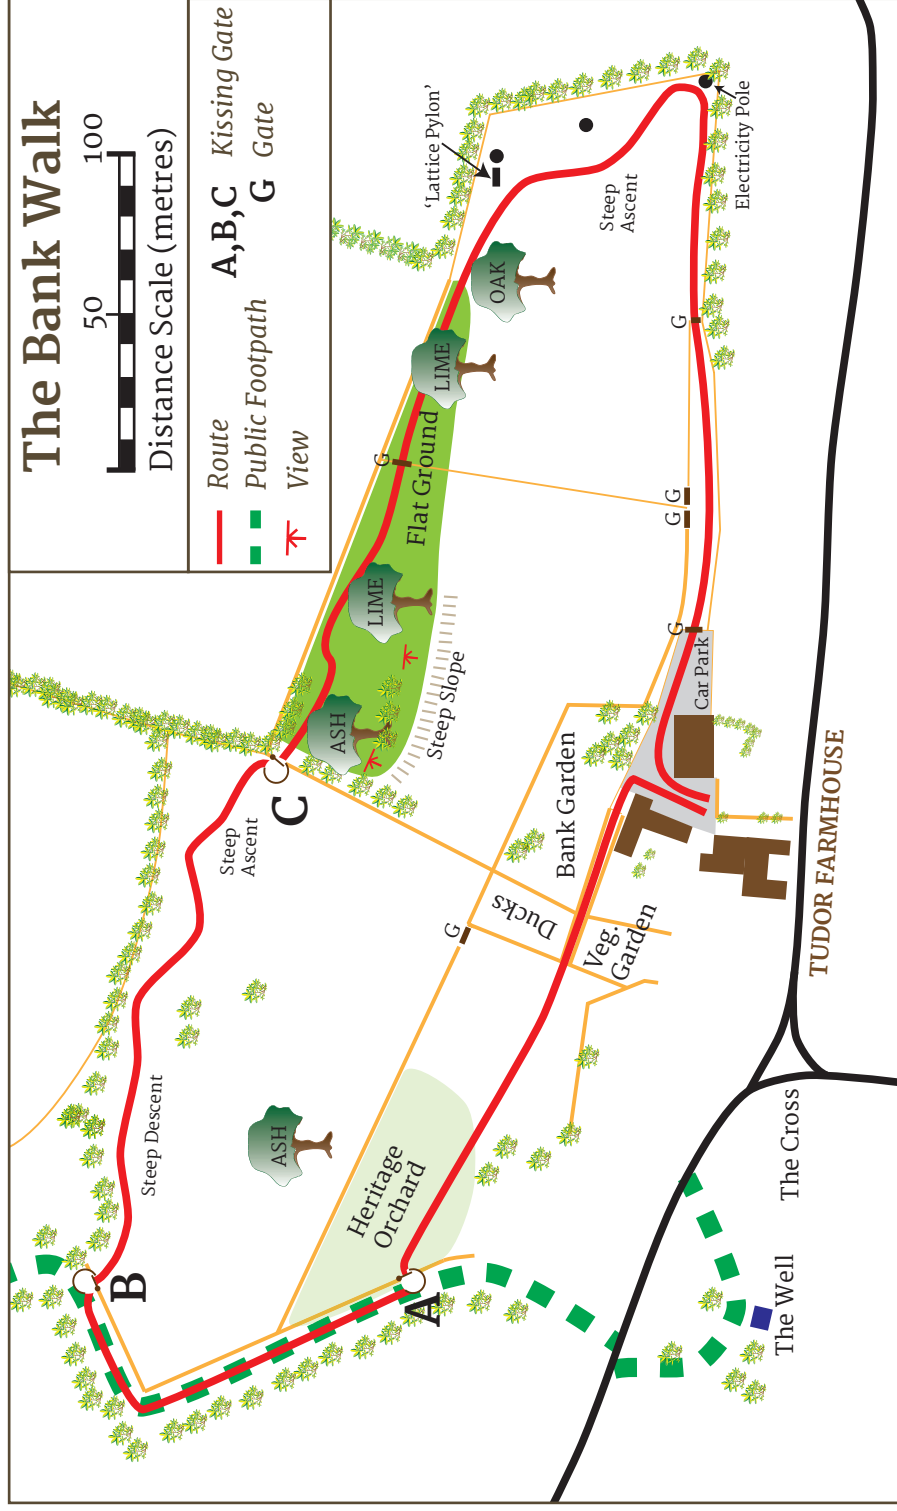 The Bank Walk
50
100
Distance Scale (metres)
Route
A,B,C
Kissing Gate
Public Footpath
G
Gate
View
B
Steep Descent
Steep
Ascent
C
ASH
LIME
Flat Ground
G
LIME
OAK
'Lattice Pylon'
Steep
Ascent
Electricity Pole
Steep Slope
ASH
Heritage
Orchard
A
G
Ducks
Bank Garden
Veg.
Garden
Car Park
G
G
G
G
The Well
The Cross
TUDOR FARMHOUSE